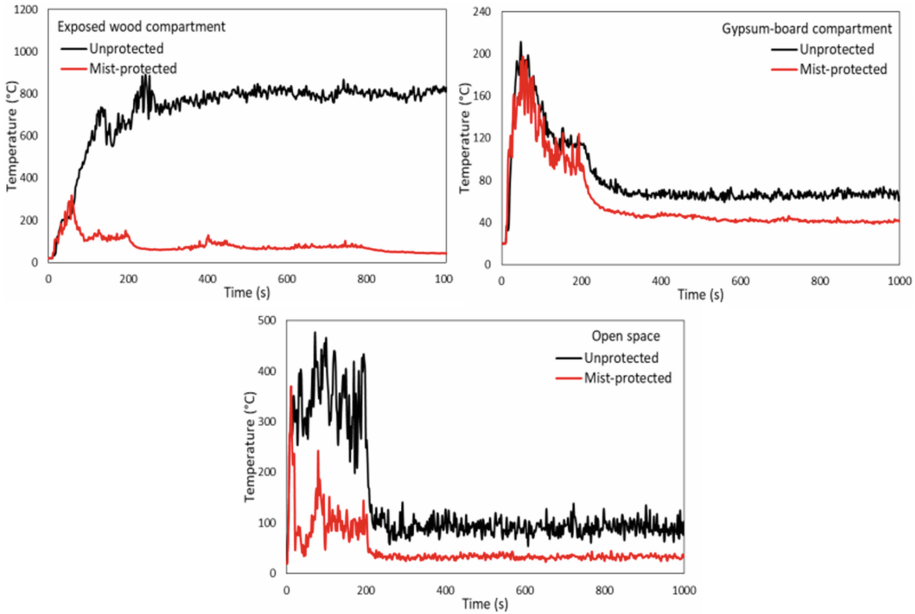 Exposed wood compartment
Unprotected
Mist-protected
Temperature (°C)
1200
1000
800
600
400
200
0
0 200 400 600 800 100
Time (s)
Gypsum-board compartment
Unprotected
Mist-protected
Temperature (°C)
240
200
160
120
80
40
0
0 200 400 600 800 1000
Time (s)
Open space
Unprotected
Mist-protected
Temperature (°C)
500
400
300
200
100
0
0 200 400 600 800 1000
Time (s)